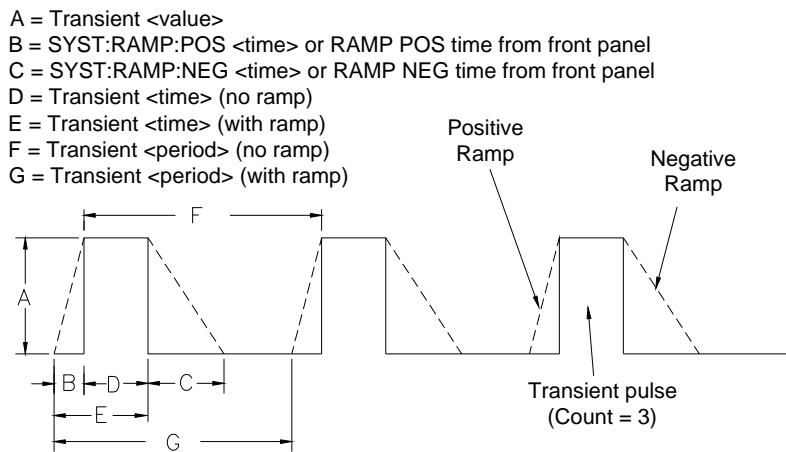 A = Transient <value>
B = SYST:RAMP:POS <time> or RAMP POS time from front panel
C = SYST:RAMP:NEG <time> or RAMP NEG time from front panel
D = Transient <time> (no ramp)
E = Transient <time> (with ramp)
F = Transient <period> (no ramp)
G = Transient <period> (with ramp)
Positive
Ramp
Negative
Ramp
F
A
B
D
C
E
G
Transient pulse
(Count = 3)